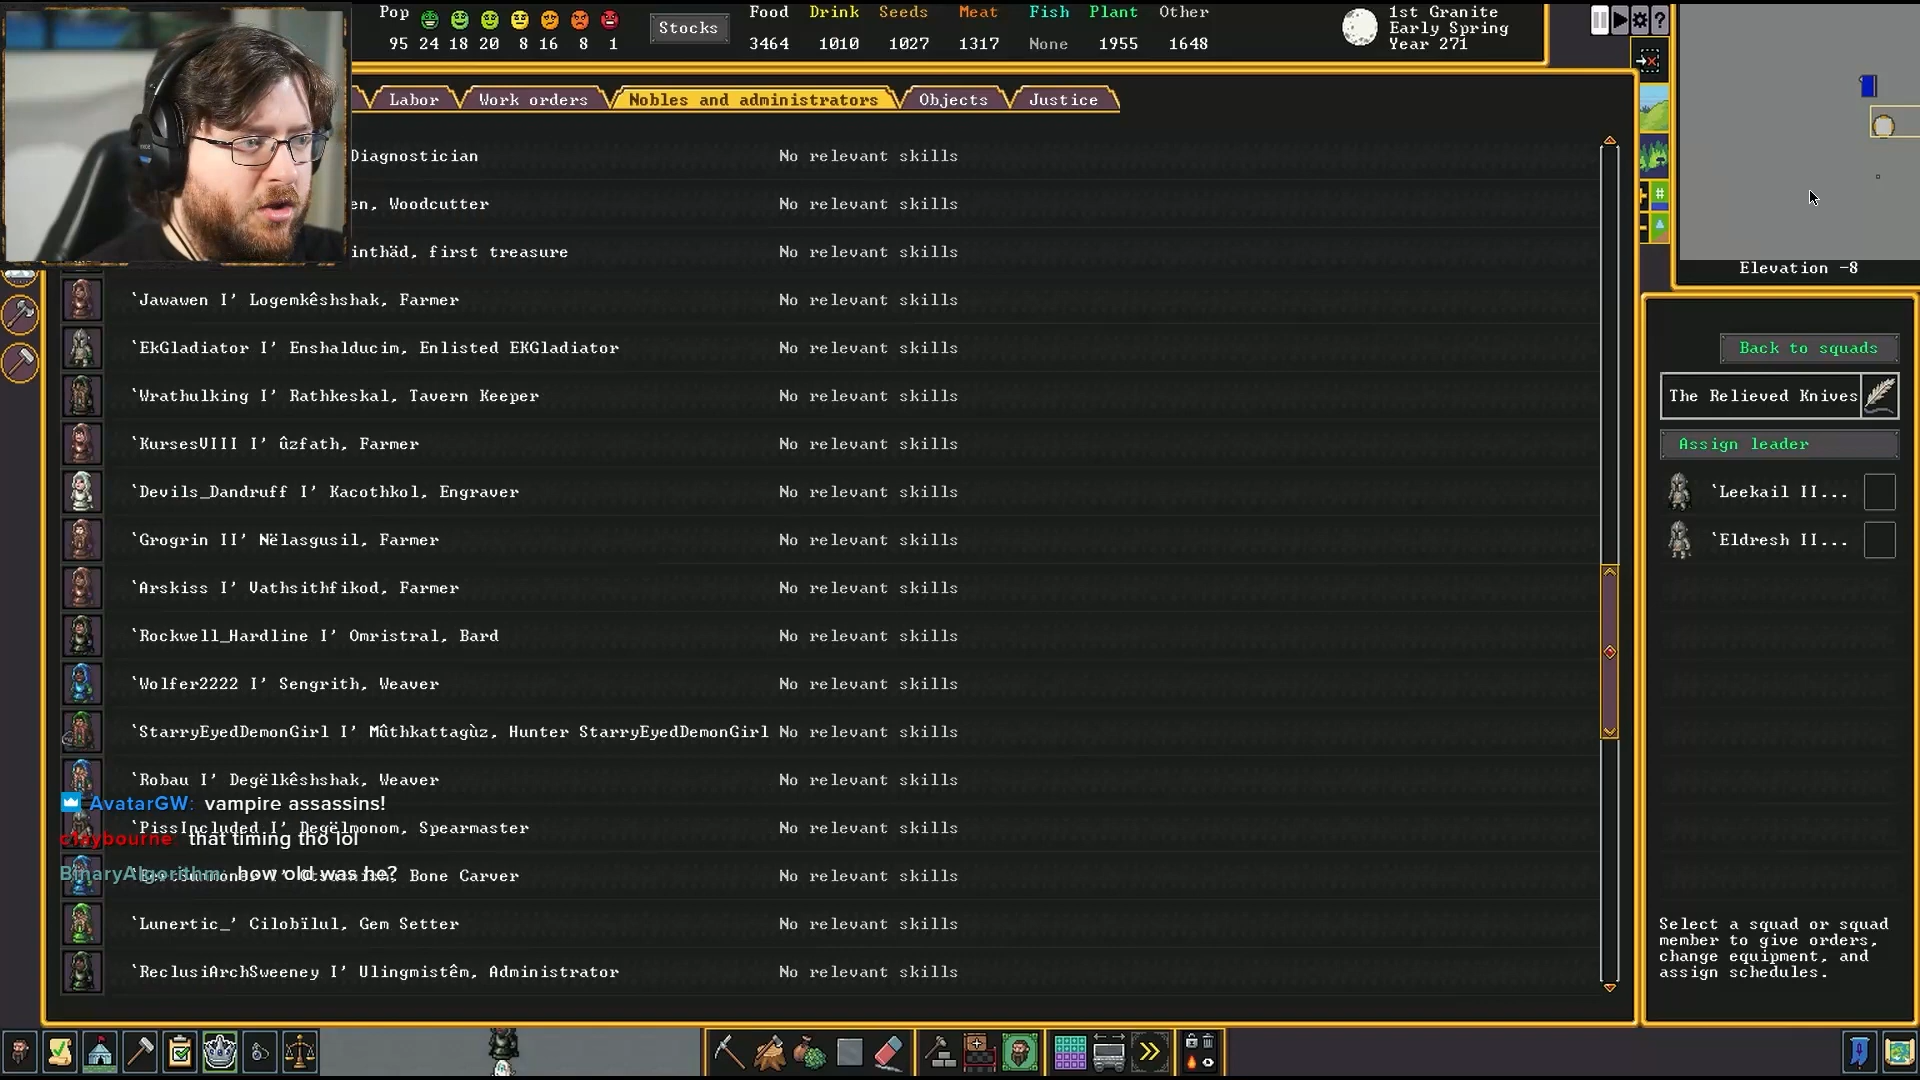 Pop
95 24 18 20 8 16 8 1
Stocks
Food Drink Seeds Meat Fish Plant Other
3464 1010 1027 1317 None 1955 1648
1st Granite
Early Spring
Year 271
Labor Work orders Nobles and administrators Objects Justice
Diagnostician No relevant skills
en, Woodcutter No relevant skills
inthäd, first treasure No relevant skills
`Jawawen I' Logemkêshshak, Farmer No relevant skills
`EkGladiator I' Enshalducim, Enlisted EKGladiator No relevant skills
`Wrathulking I' Rathkeskal, Tavern Keeper No relevant skills
`KursesVIII I' ûzfath, Farmer No relevant skills
`Devils_Dandruff I' Kacothkol, Engraver No relevant skills
`Grogrin II' Nëlasgusil, Farmer No relevant skills
`Arskiss I' Vathsithfikod, Farmer No relevant skills
`Rockwell_Hardline I' Omristral, Bard No relevant skills
`Wolfer2222 I' Sengrith, Weaver No relevant skills
`StarryEyedDemonGirl I' Mûthkattagùz, Hunter StarryEyedDemonGirl No relevant skills
`Robau I' Degëlkêshshak, Weaver No relevant skills
AvatarGW: vampire assassins!
`PissIncluded I' Degëlmonom, Spearmaster No relevant skills
claybourne: that timing tho lol
BinaryAlgorithm: how old was he?
Bone Carver No relevant skills
`Lunertic_' Cilobïlul, Gem Setter No relevant skills
`ReclusiArchSweeney I' Ulingmistêm, Administrator No relevant skills
Elevation -8
Back to squads
The Relieved Knives
Assign leader
`Leekail II...
`Eldresh II...
Select a squad or squad
member to give orders,
change equipment, and
assign schedules.